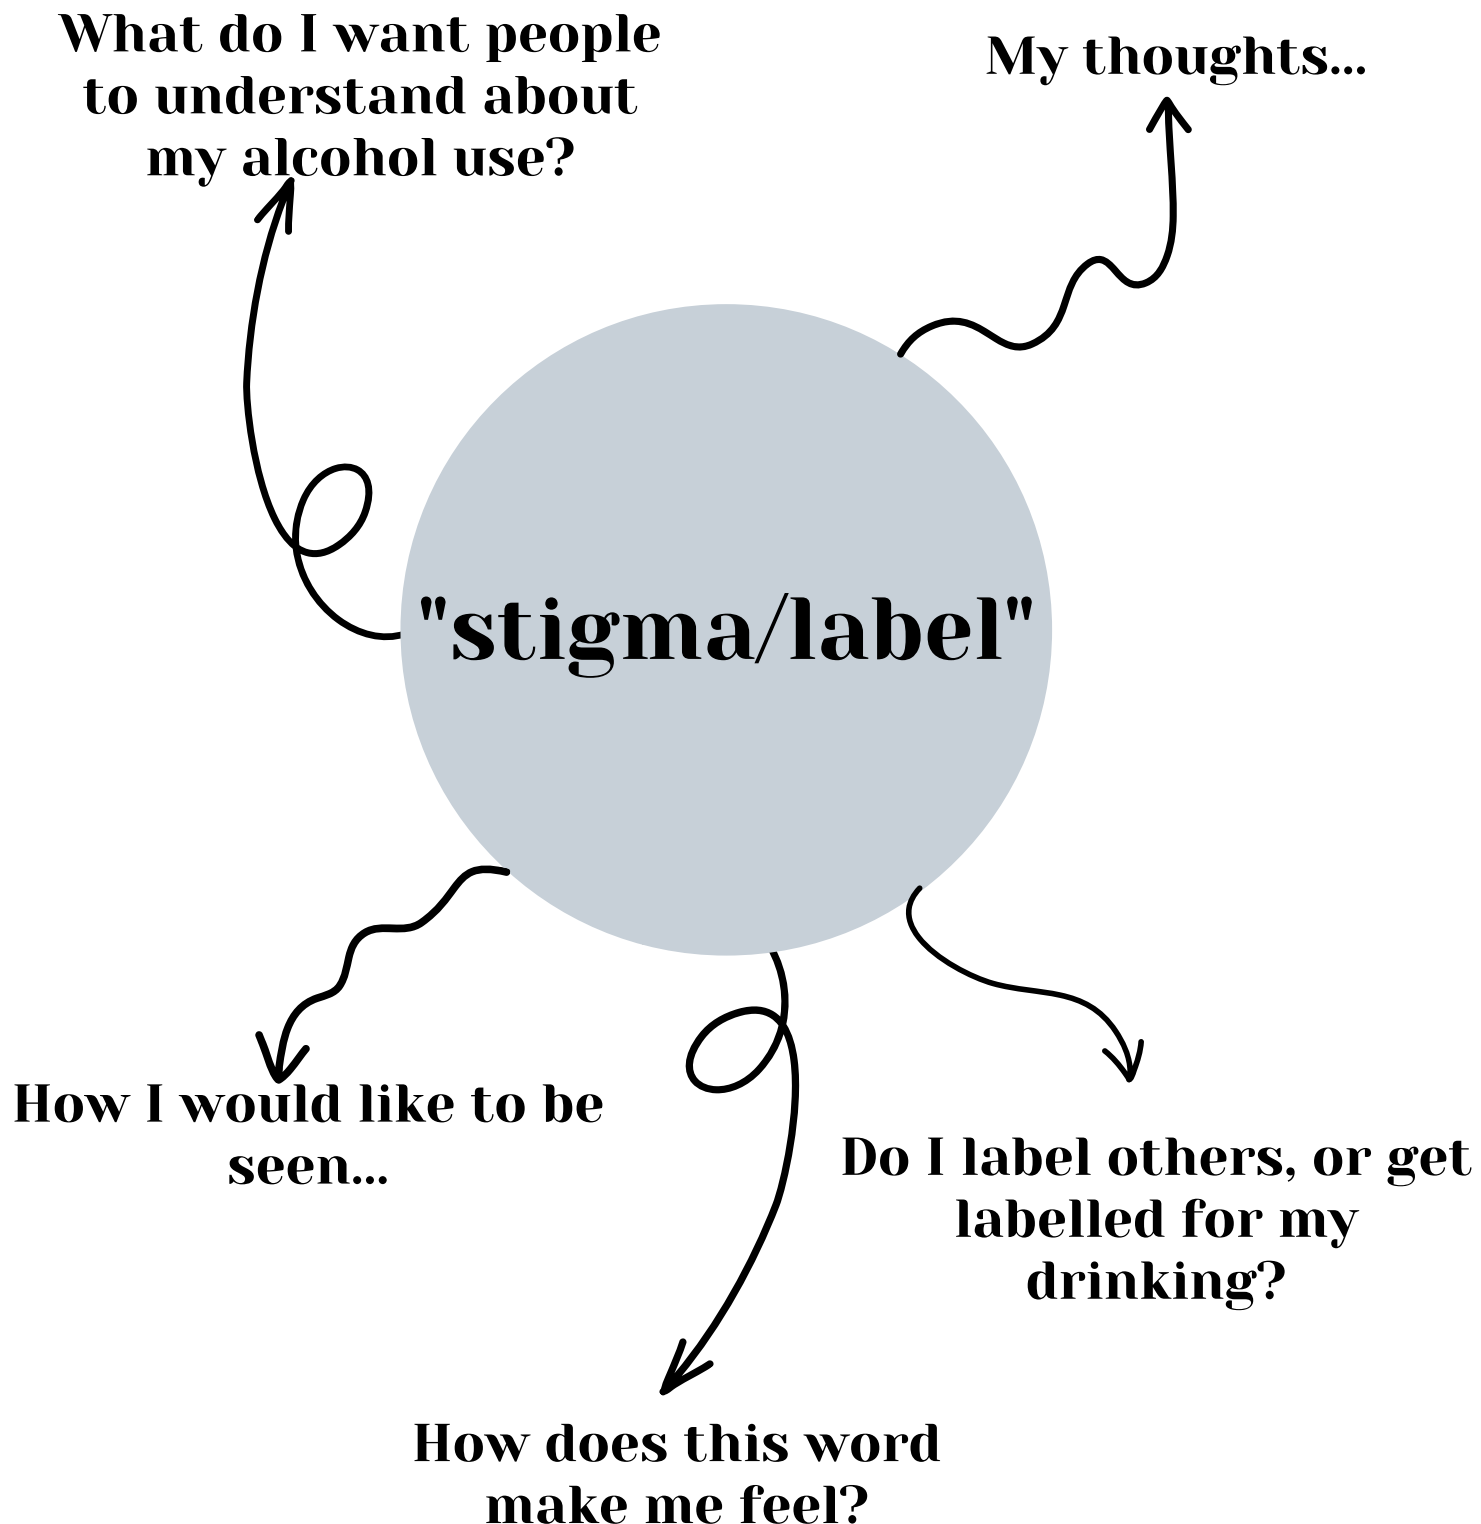 What do I want people
to understand about
my alcohol use?
My thoughts...
"stigma/label"
How I would like to be
seen...
Do I label others, or get
labelled for my
drinking?
How does this word
make me feel?